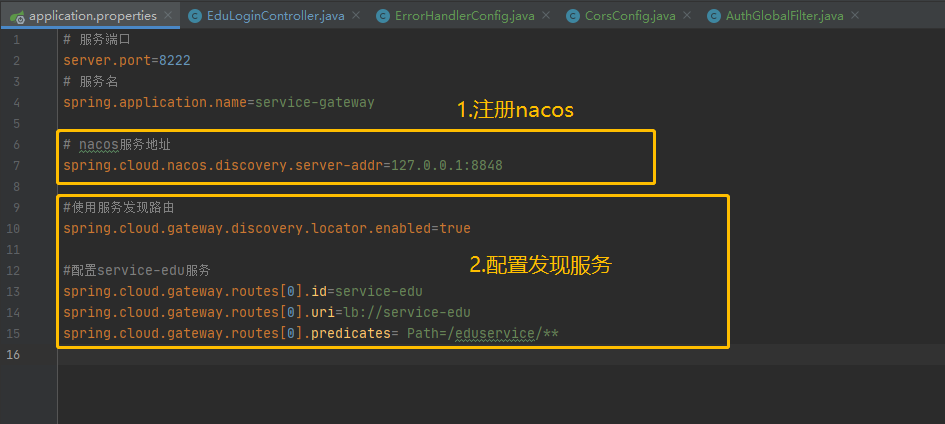 application.properties EduLoginController.java ErrorHandlerConfig.java CorsConfig.java AuthGlobalFilter.java
1 # 服务端口
2 server.port=8222
3 # 服务名
4 spring.application.name=service-gateway
1.注册nacos
5
6 # nacos服务地址
7 spring.cloud.nacos.discovery.server-addr=127.0.0.1:8848
8
9 #使用服务发现路由
10 spring.cloud.gateway.discovery.locator.enabled=true
11
2.配置发现服务
12 #配置service-edu服务
13 spring.cloud.gateway.routes[0].id=service-edu
14 spring.cloud.gateway.routes[0].uri=lb://service-edu
15 spring.cloud.gateway.routes[0].predicates= Path=/eduservice/**
16